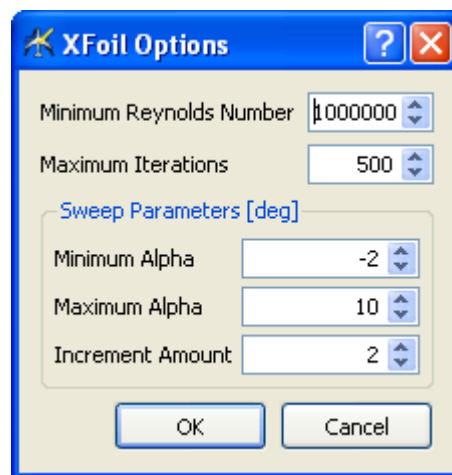 XFoil Options
Minimum Reynolds Number 1000000
Maximum Iterations 500
Sweep Parameters [deg]
Minimum Alpha -2
Maximum Alpha 10
Increment Amount 2
OK Cancel